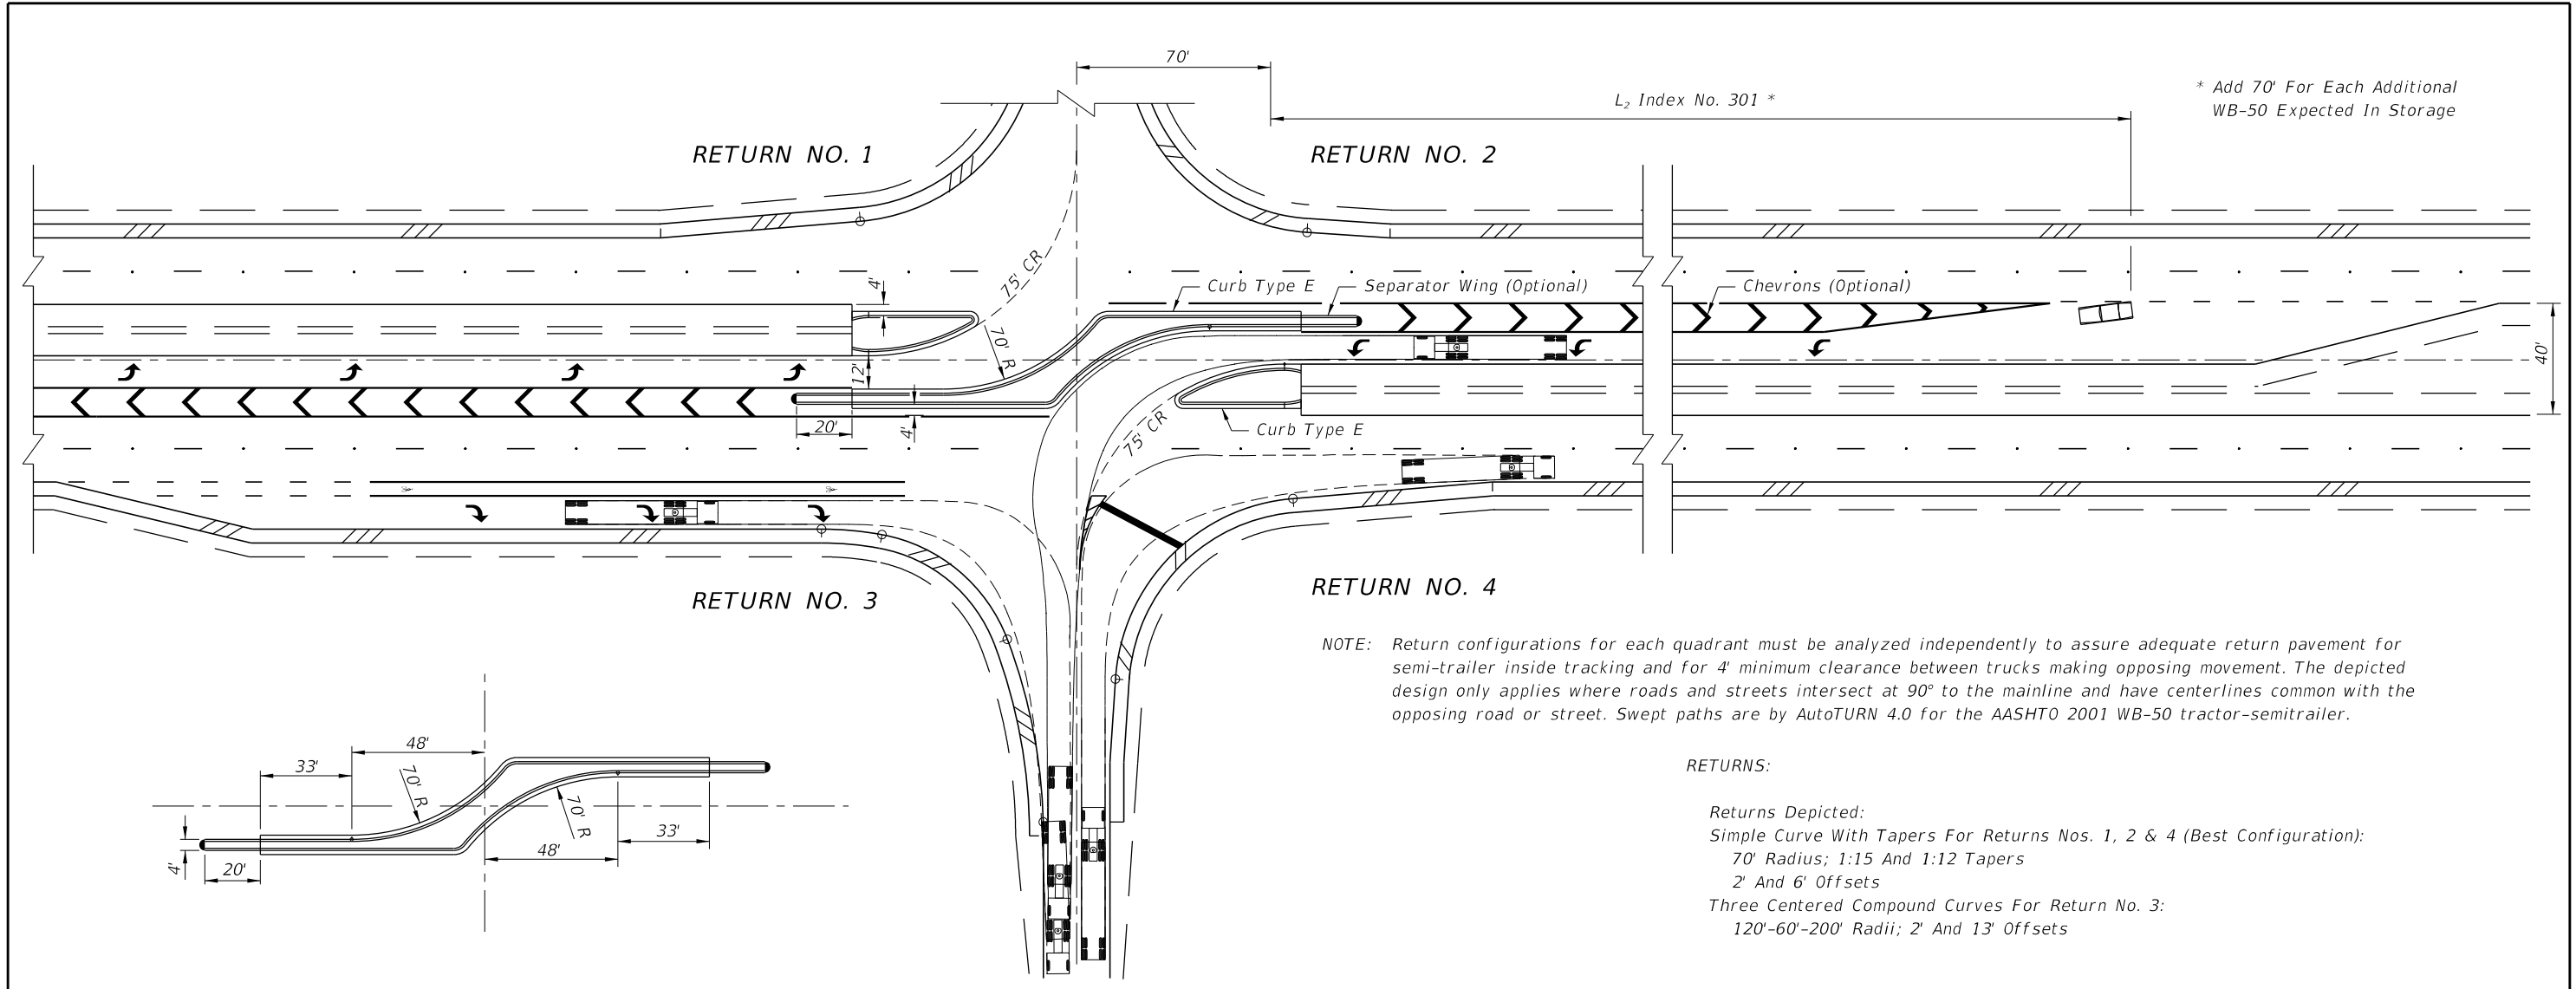 70'
L₂ Index No. 301 *
* Add 70' For Each Additional
WB-50 Expected In Storage
RETURN NO. 1
RETURN NO. 2
75' CR
4'
Curb Type E
Separator Wing (Optional)
Chevrons (Optional)
70' R
12'
40'
20'
4'
75' CR
Curb Type E
RETURN NO. 3
RETURN NO. 4
NOTE: Return configurations for each quadrant must be analyzed independently to assure adequate return pavement for
semi-trailer inside tracking and for 4' minimum clearance between trucks making opposing movement. The depicted
design only applies where roads and streets intersect at 90° to the mainline and have centerlines common with the
opposing road or street. Swept paths are by AutoTURN 4.0 for the AASHTO 2001 WB-50 tractor-semitrailer.
48'
33'
70' R
70' R
33'
48'
4'
20'
RETURNS:
Returns Depicted:
Simple Curve With Tapers For Returns Nos. 1, 2 & 4 (Best Configuration):
70' Radius; 1:15 And 1:12 Tapers
2' And 6' Offsets
Three Centered Compound Curves For Return No. 3:
120'-60'-200' Radii; 2' And 13' Offsets